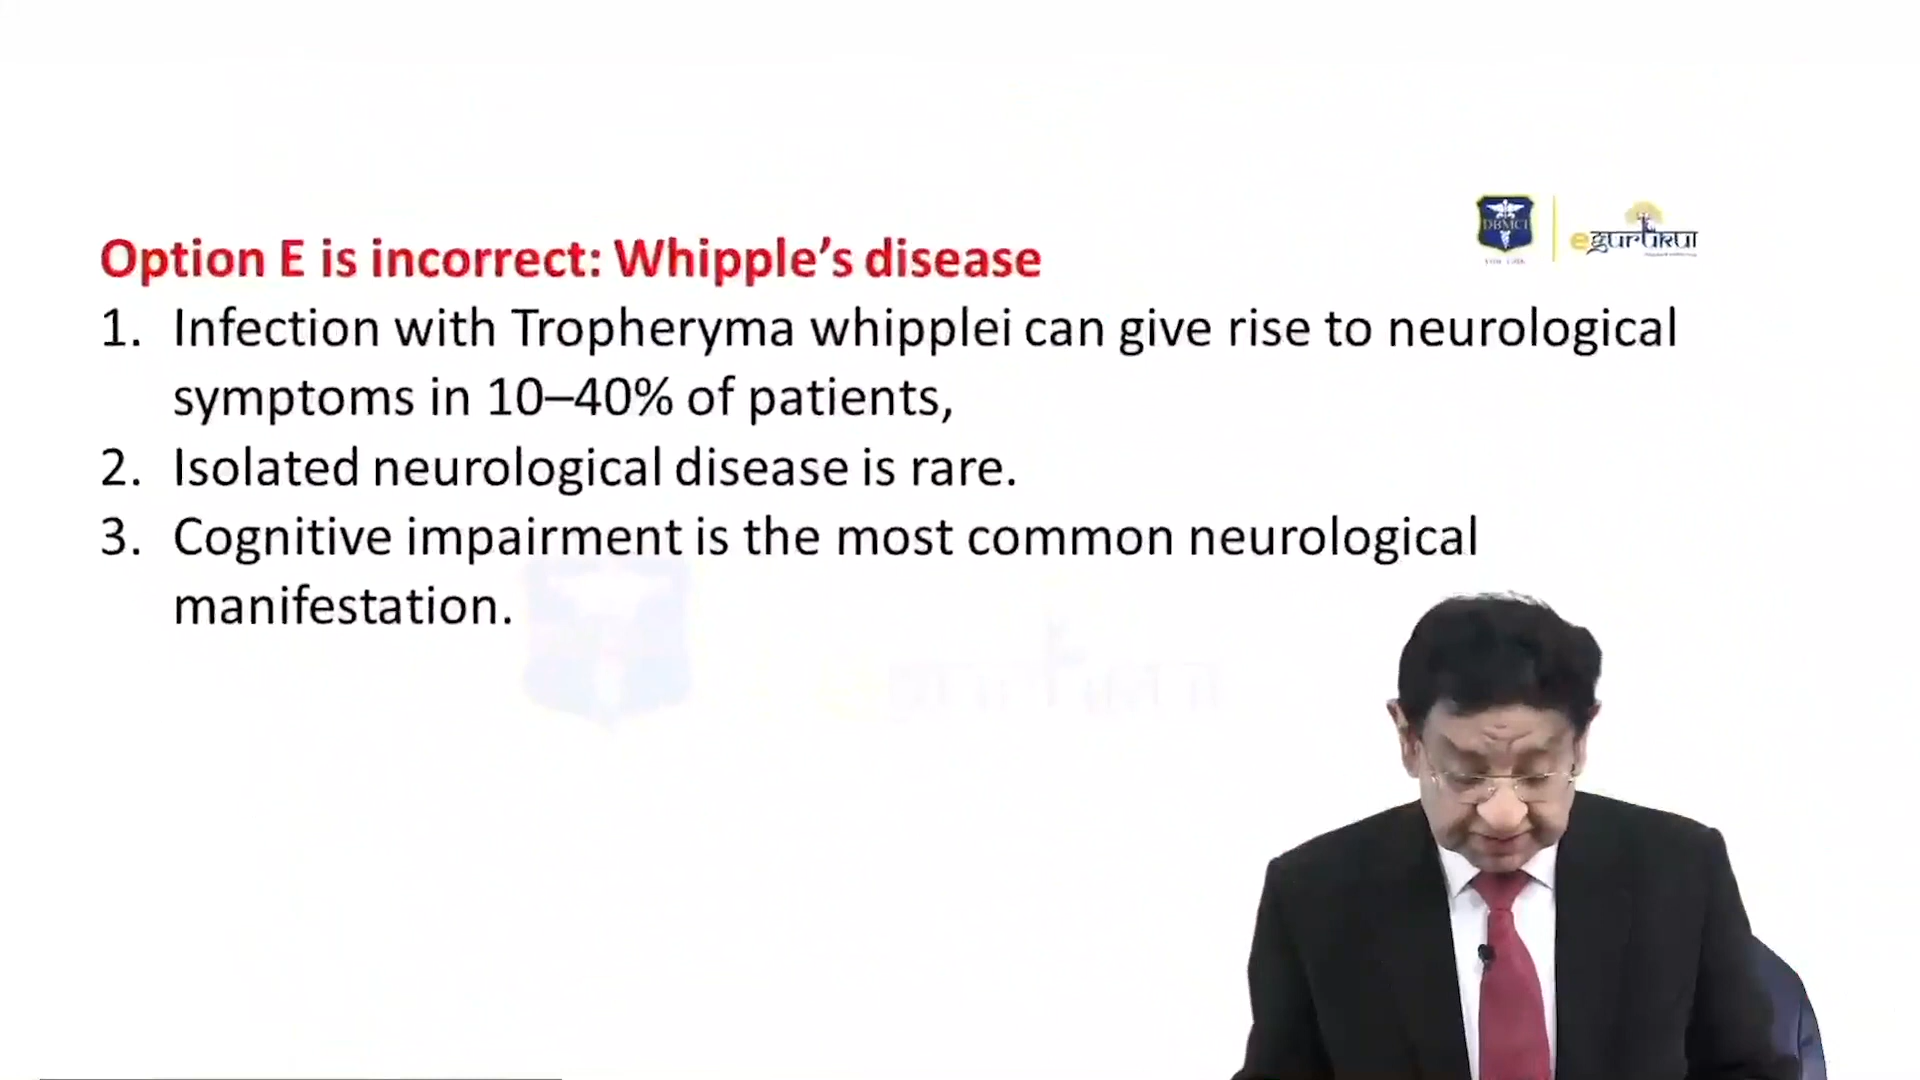 DBMCI
egurukul
Option E is incorrect: Whipple’s disease
1. Infection with Tropheryma whipplei can give rise to neurological
symptoms in 10–40% of patients,
2. Isolated neurological disease is rare.
3. Cognitive impairment is the most common neurological
manifestation.